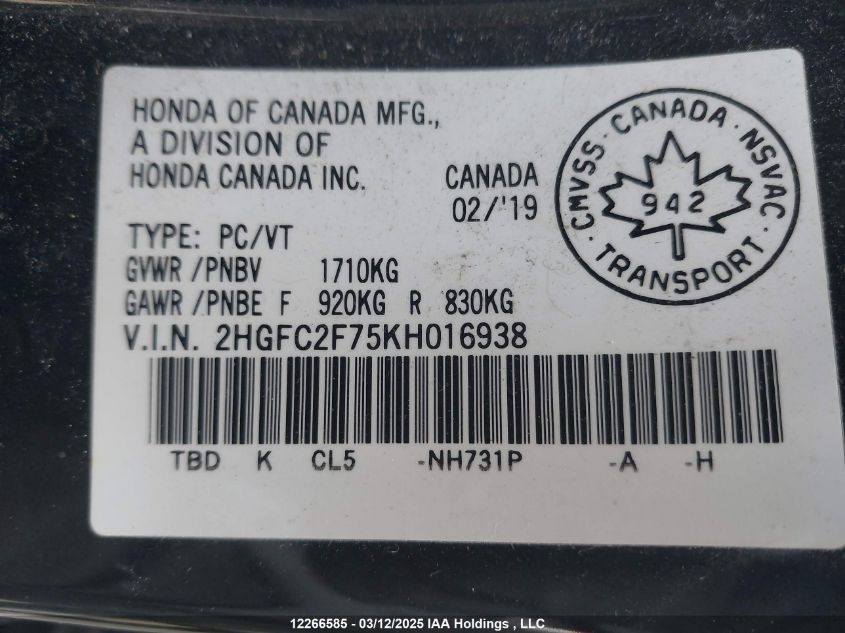 HONDA OF CANADA MFG.,
A DIVISION OF
HONDA CANADA INC.
CANADA
02/'19
CMVSS · CANADA · NSVAC · TRANSPORT ·
942
TYPE: PC/VT
GVWR /PNBV 1710KG
GAWR /PNBE F 920KG R 830KG
V.I.N. 2HGFC2F75KH016938
TBD K CL5 -NH731P -A -H
12266585 - 03/12/2025 IAA Holdings , LLC